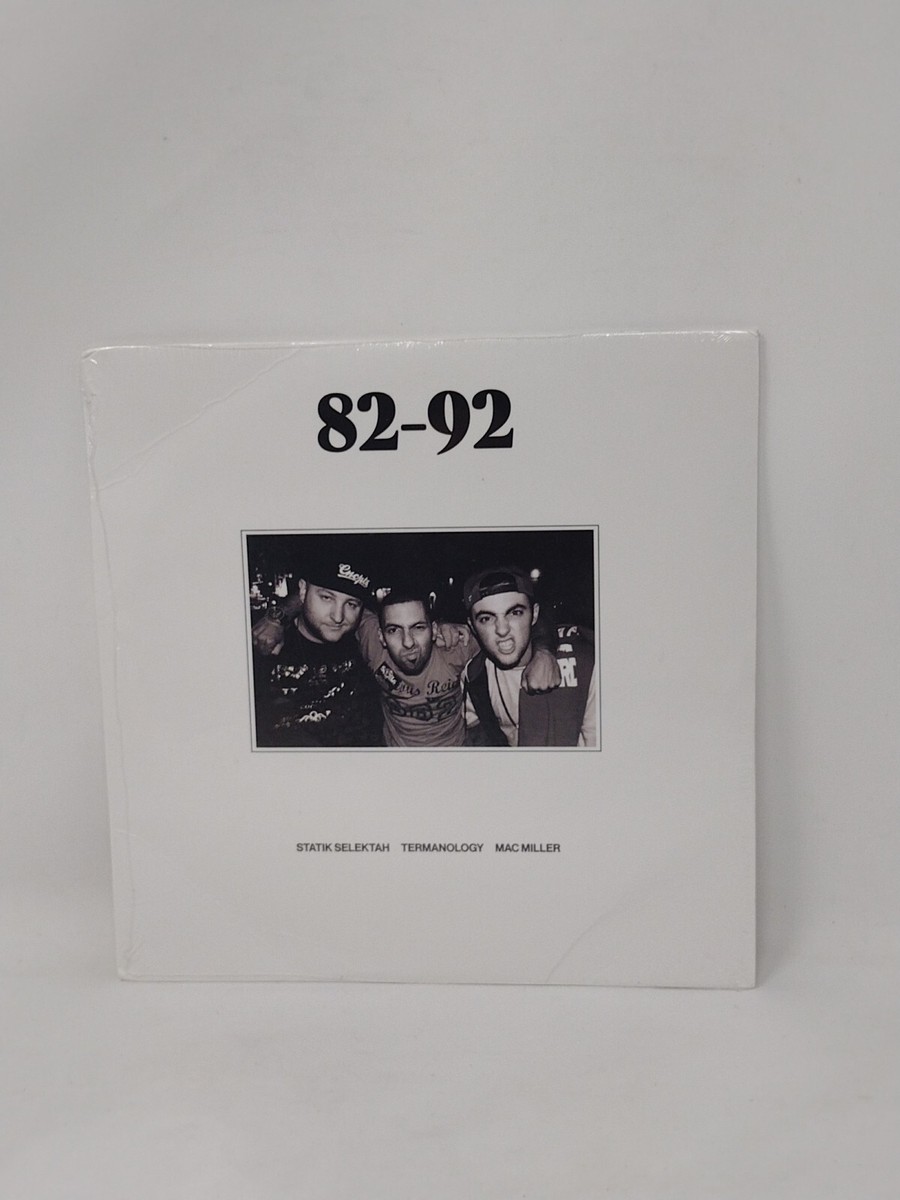 82-92
STATIK SELEKTAH TERMANOLOGY MAC MILLER